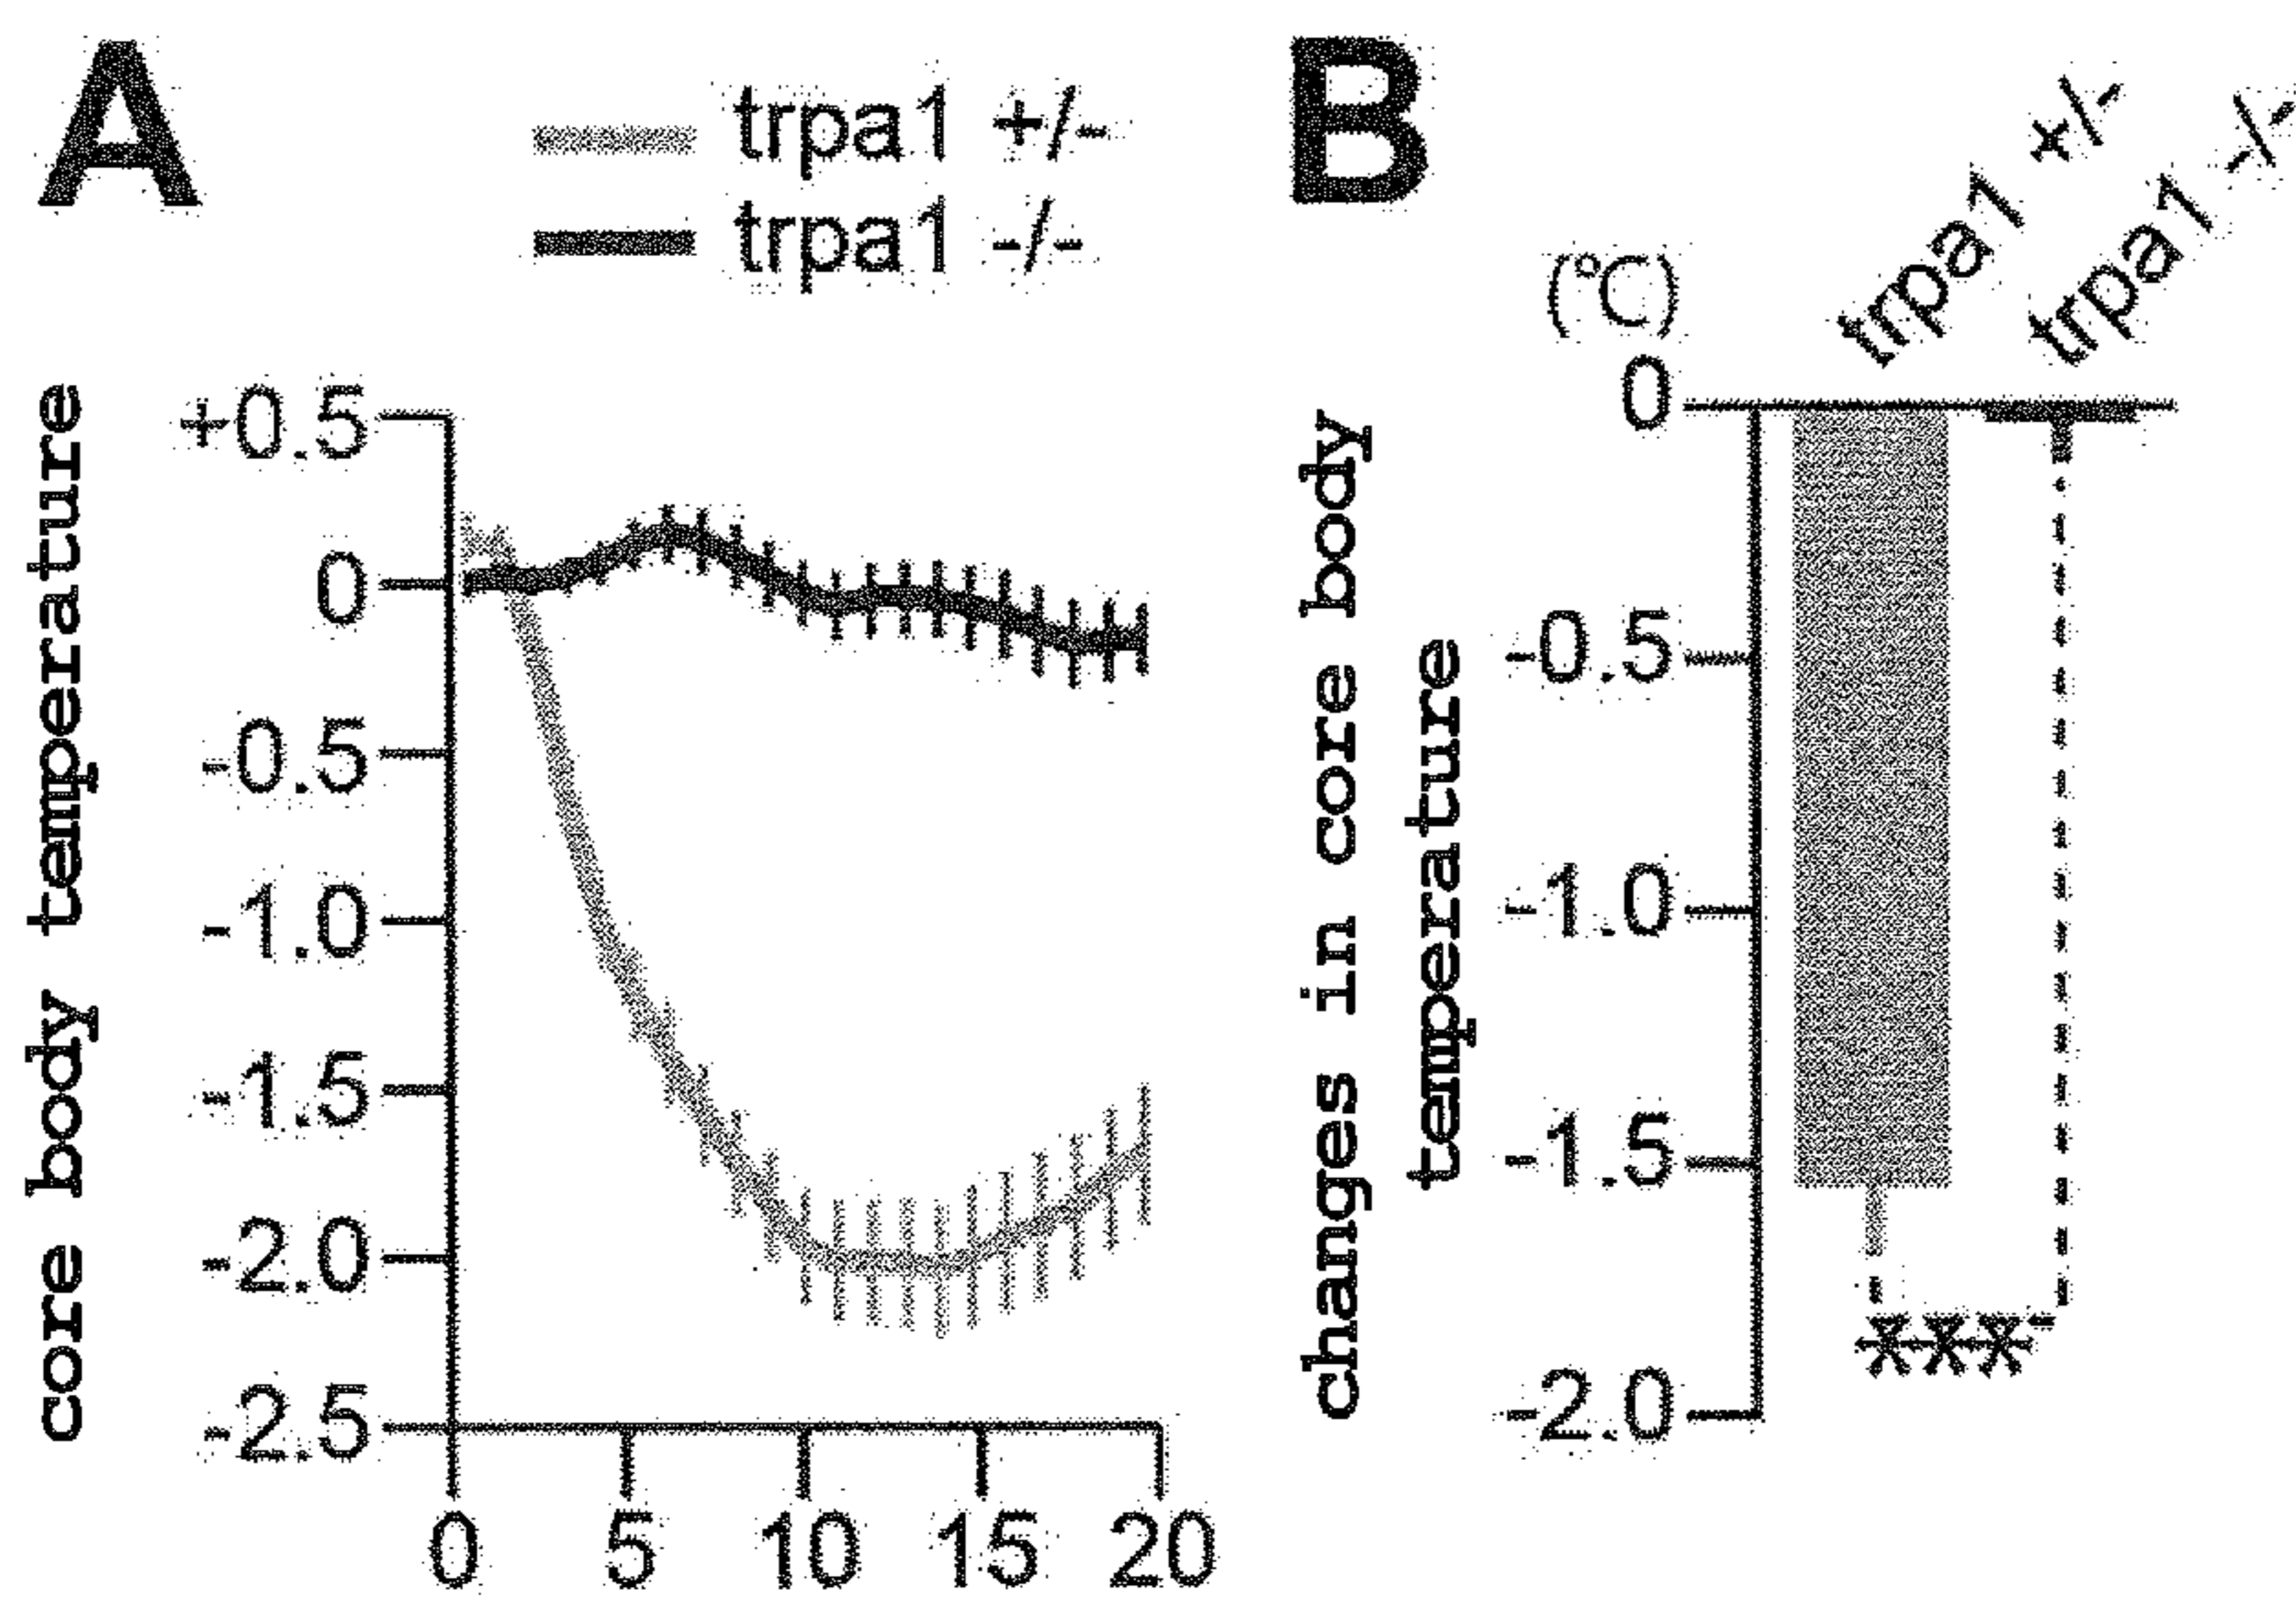 A
trpa1 +/-
trpa1 -/-
core body temperature
+0.5
0
-0.5
-1.0
-1.5
-2.0
-2.5
0 5 10 15 20
B
trpa1 +/-
trpa1 -/-
(℃)
changes in core body
temperature
0
-0.5
-1.0
-1.5
-2.0
***